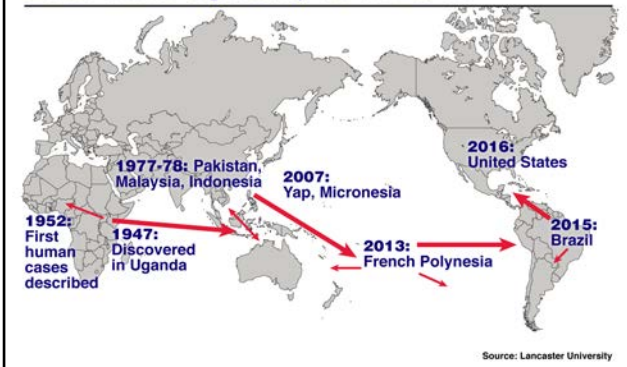 1977-78: Pakistan,
Malaysia, Indonesia
2007:
Yap, Micronesia
2016:
United States
1952:
First
human
cases
described
1947:
Discovered
in Uganda
2013:
French Polynesia
2015:
Brazil
Source: Lancaster University